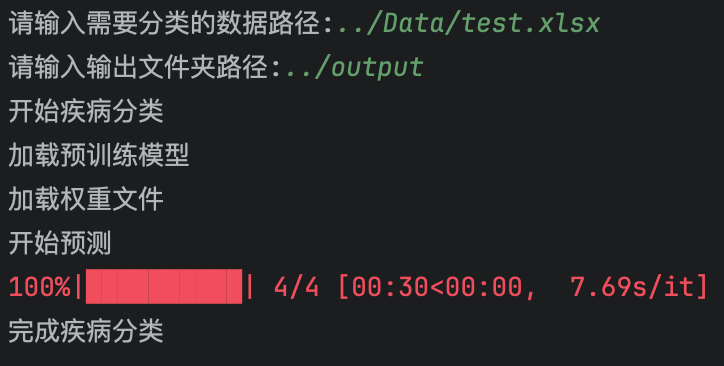 请输入需要分类的数据路径:../Data/test.xlsx
请输入输出文件夹路径:../output
开始疾病分类
加载预训练模型
加载权重文件
开始预测
100%|██████████| 4/4 [00:30<00:00,  7.69s/it]
完成疾病分类